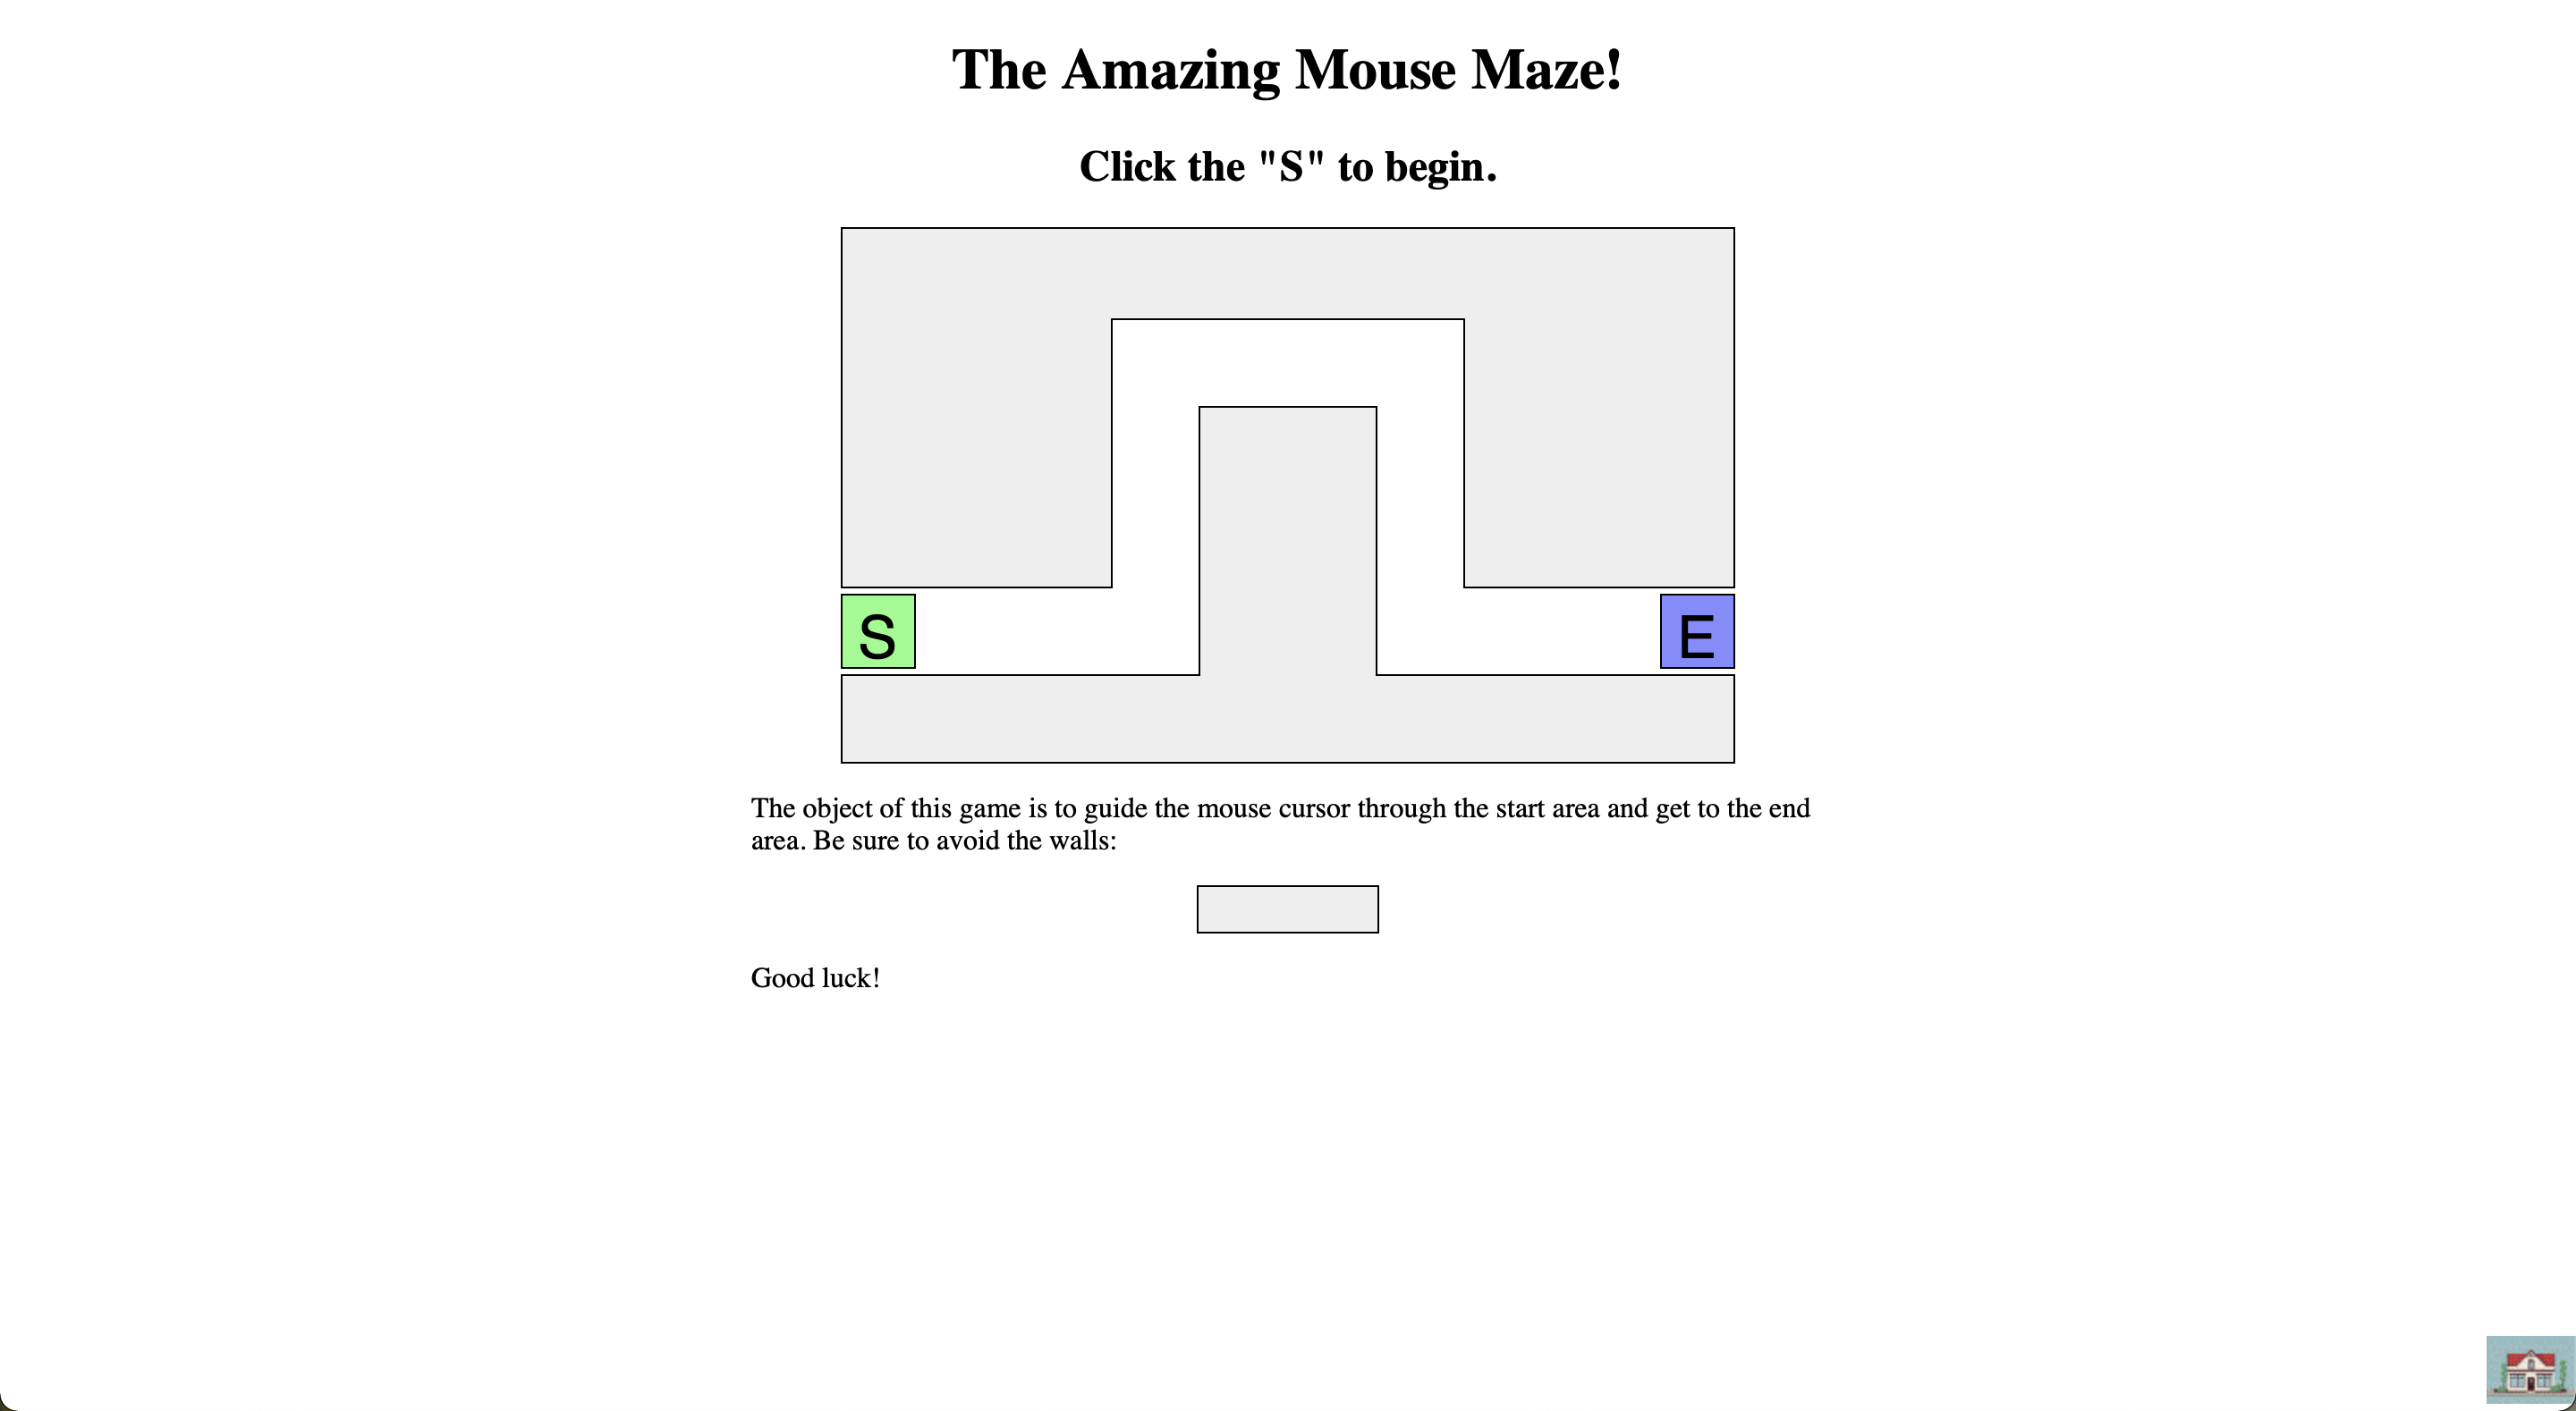 The Amazing Mouse Maze!
Click the "S" to begin.
S
E
The object of this game is to guide the mouse cursor through the start area and get to the end
area. Be sure to avoid the walls:
Good luck!